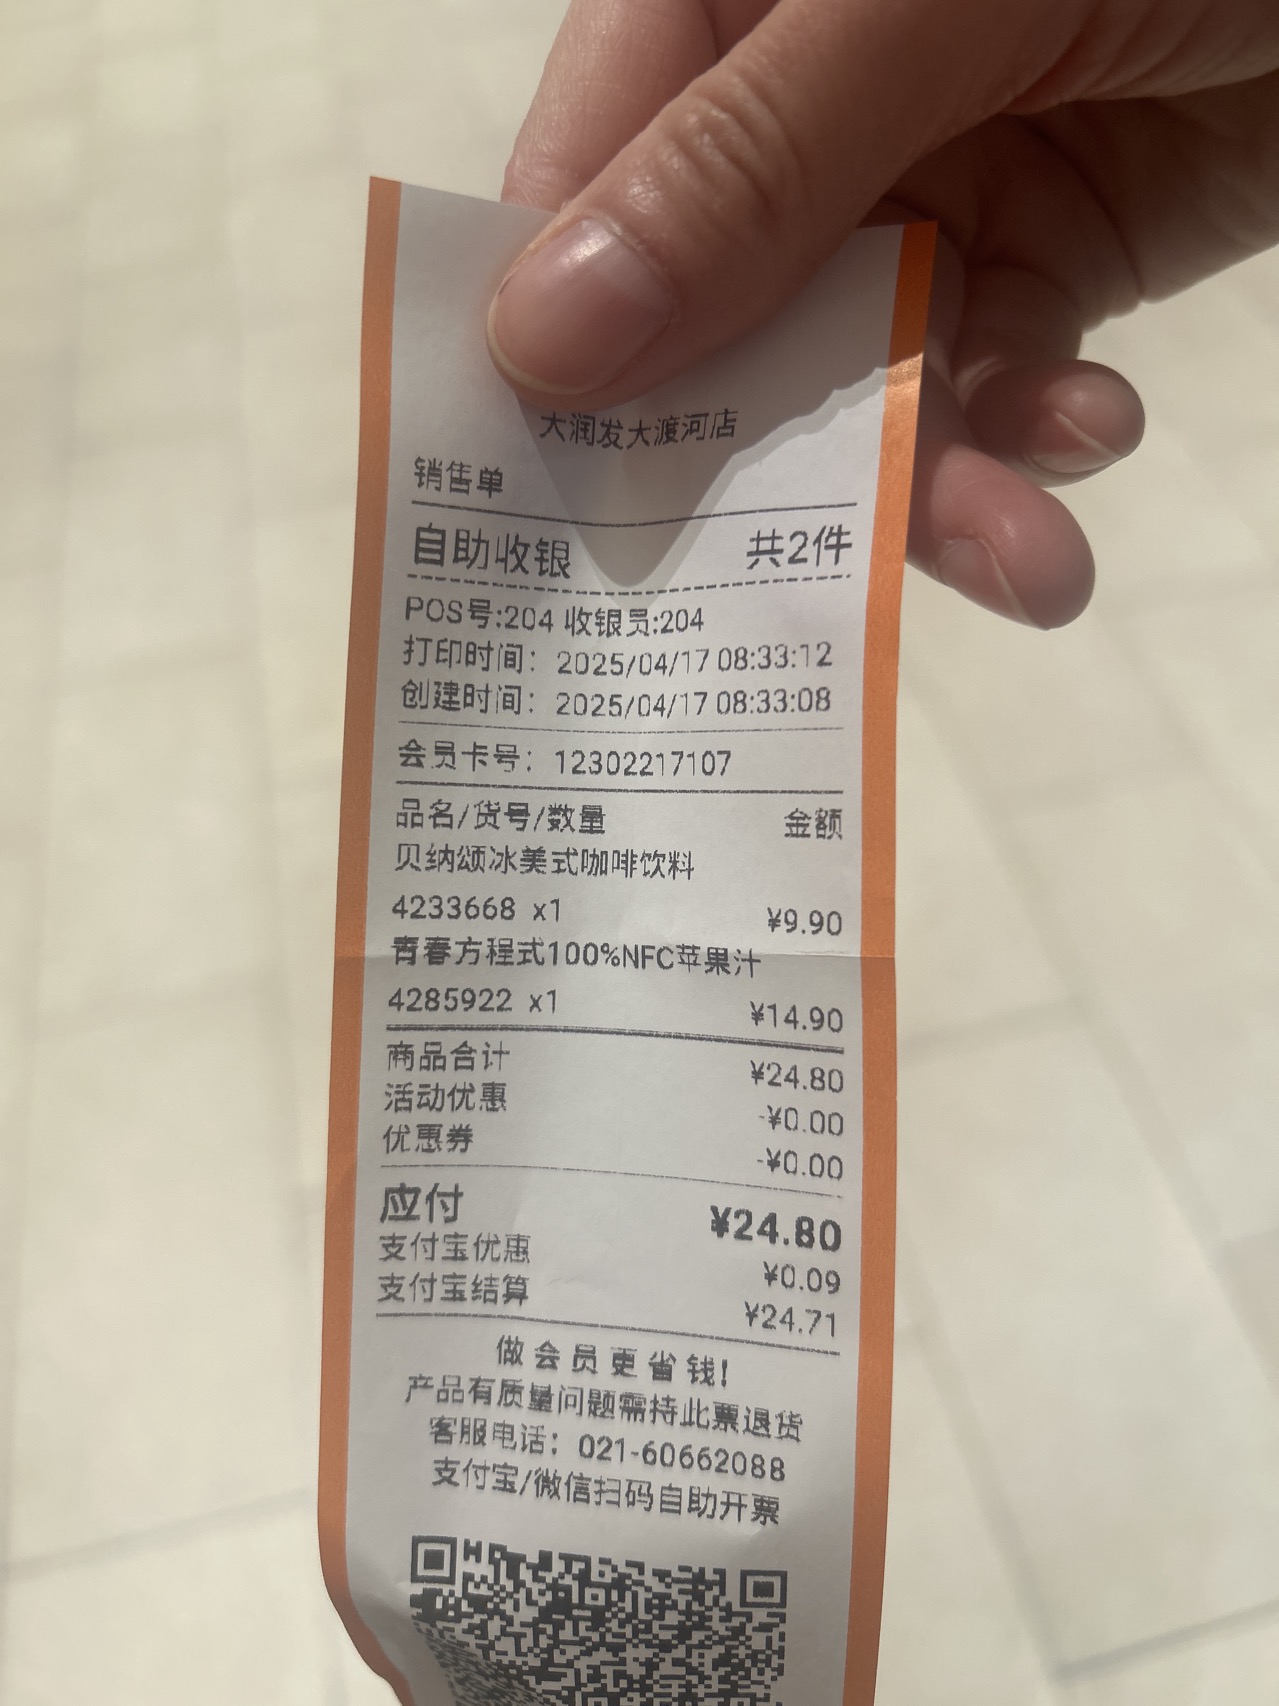 大润发大渡河店
销售单
自助收银 共2件
POS号:204 收银员:204
打印时间：2025/04/17 08:33:12
创建时间：2025/04/17 08:33:08
会员卡号：12302217107
品名/货号/数量 金额
贝纳颂冰美式咖啡饮料
4233668 x1 ¥9.90
青春方程式100%NFC苹果汁
4285922 x1 ¥14.90
商品合计 ¥24.80
活动优惠 -¥0.00
优惠券 -¥0.00
应付 ¥24.80
支付宝优惠 ¥0.09
支付宝结算 ¥24.71
做会员更省钱!
产品有质量问题需持此票退货
客服电话：021-60662088
支付宝/微信扫码自助开票